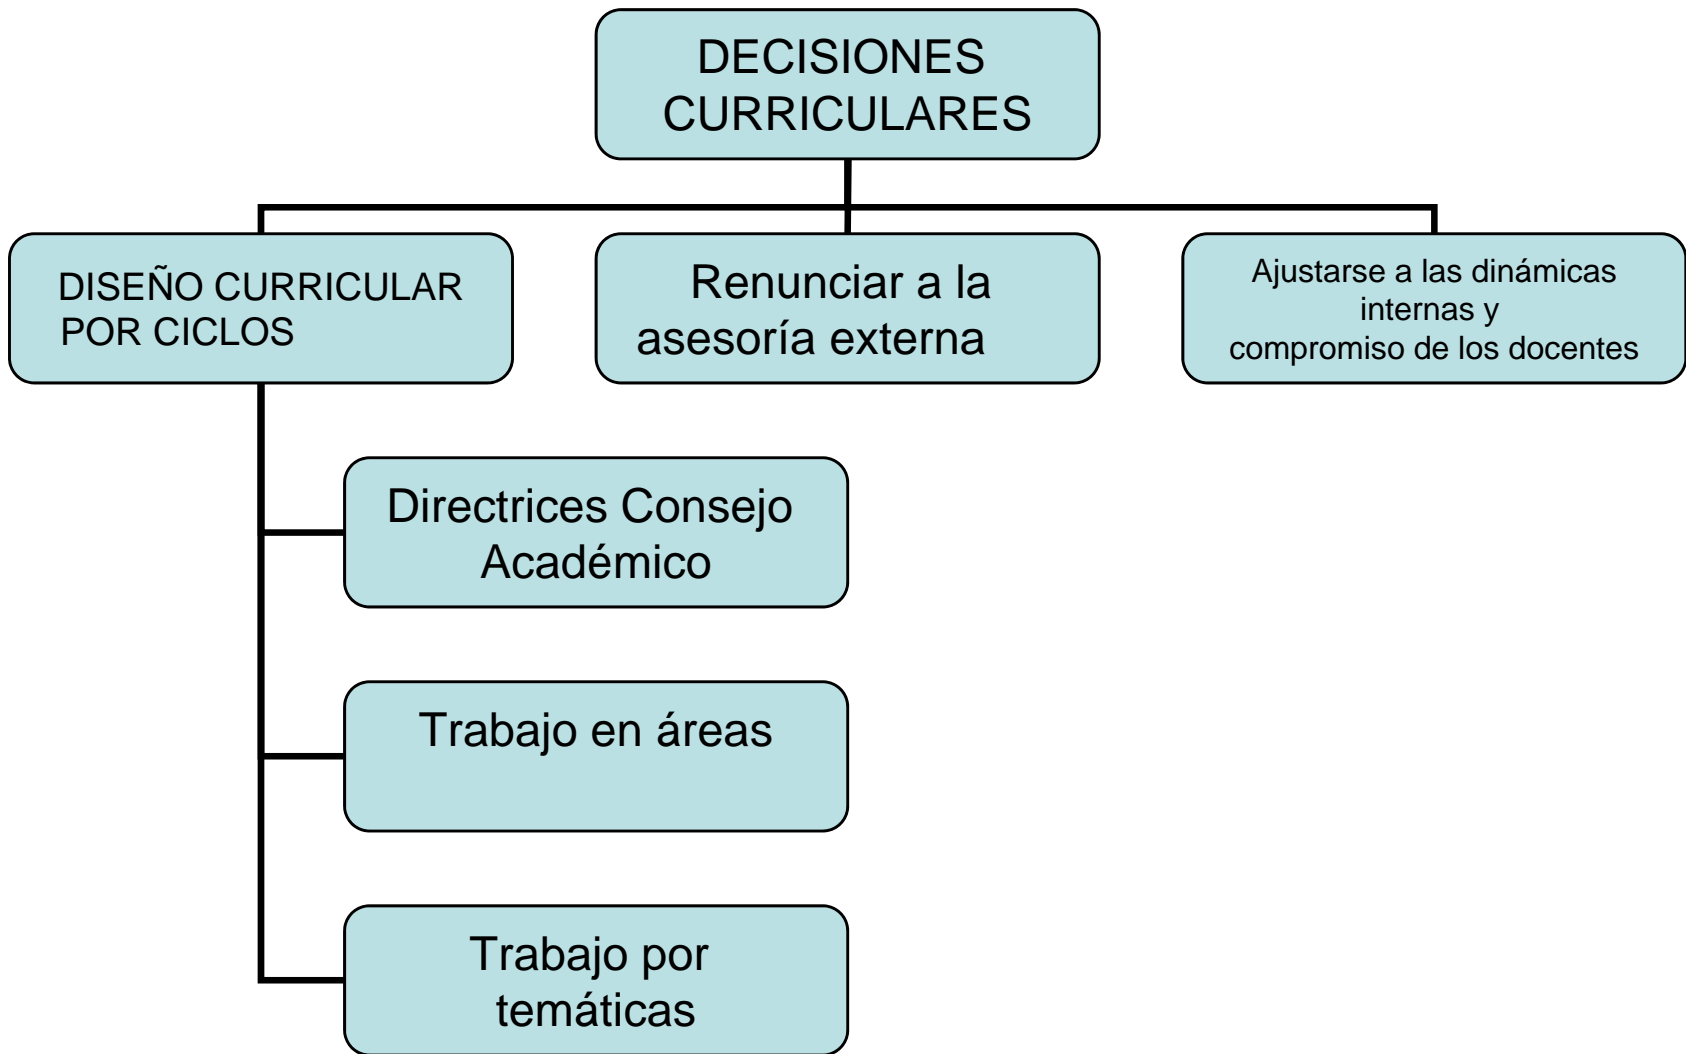 DECISIONES
CURRICULARES
DISEÑO CURRICULAR
POR CICLOS
Renunciar a la
asesoría externa
Ajustarse a las dinámicas
internas y
compromiso de los docentes
Directrices Consejo
Académico
Trabajo en áreas
Trabajo por
temáticas